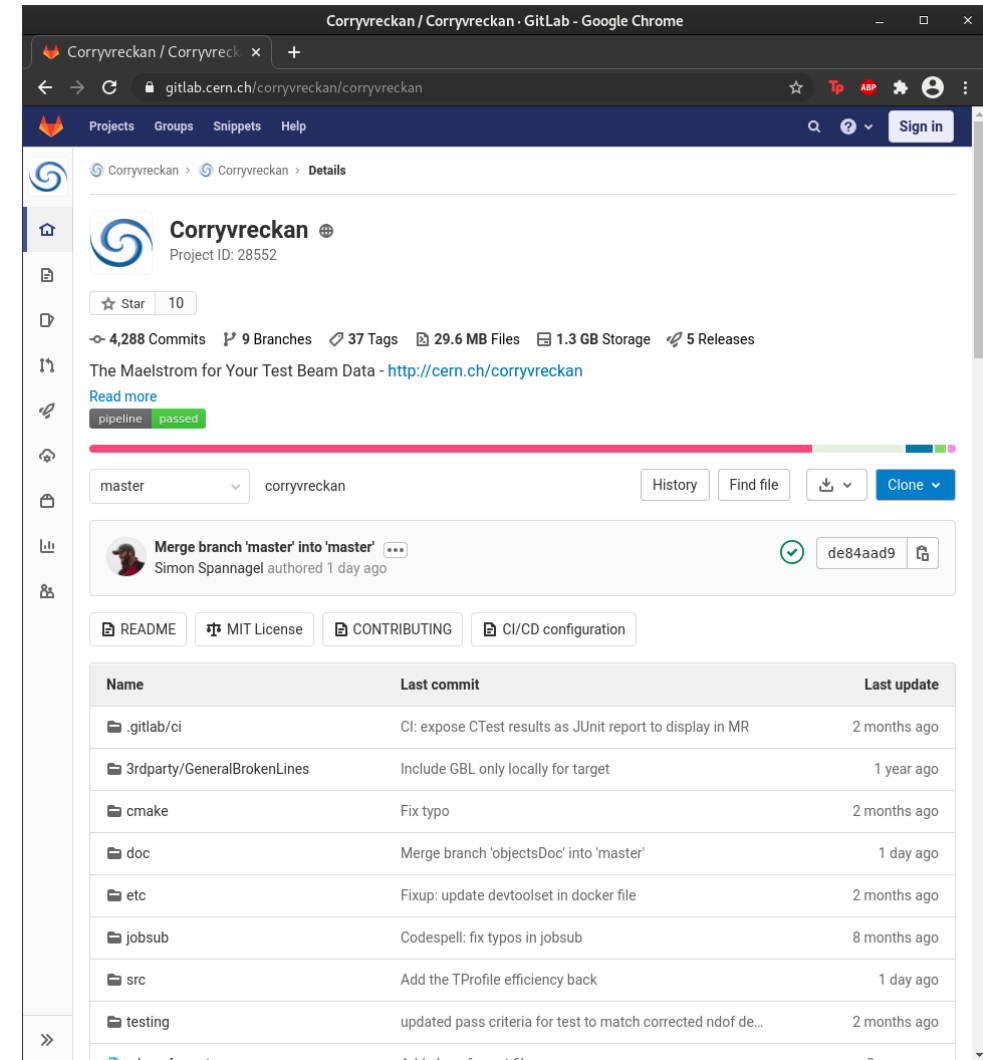 Corryvreckan / Corryvreckan · GitLab - Google Chrome
Corryvreckan / Corryvreck
gitlab.cern.ch/corryvreckan/corryvreckan
Tp ABP
Projects Groups Snippets Help Sign in
Corryvreckan > Corryvreckan > Details
Corryvreckan
Project ID: 28552
Star 10
4,288 Commits 9 Branches 37 Tags 29.6 MB Files 1.3 GB Storage 5 Releases
The Maelstrom for Your Test Beam Data - http://cern.ch/corryvreckan
Read more
pipeline passed
master corryvreckan History Find file Clone
Merge branch 'master' into 'master'
Simon Spannagel authored 1 day ago
de84aad9
README MIT License CONTRIBUTING CI/CD configuration
Name Last commit Last update
.gitlab/ci CI: expose CTest results as JUnit report to display in MR 2 months ago
3rdparty/GeneralBrokenLines Include GBL only locally for target 1 year ago
cmake Fix typo 2 months ago
doc Merge branch 'objectsDoc' into 'master' 1 day ago
etc Fixup: update devtoolset in docker file 2 months ago
jobsub Codespell: fix typos in jobsub 8 months ago
src Add the TProfile efficiency back 1 day ago
testing updated pass criteria for test to match corrected ndof de... 2 months ago